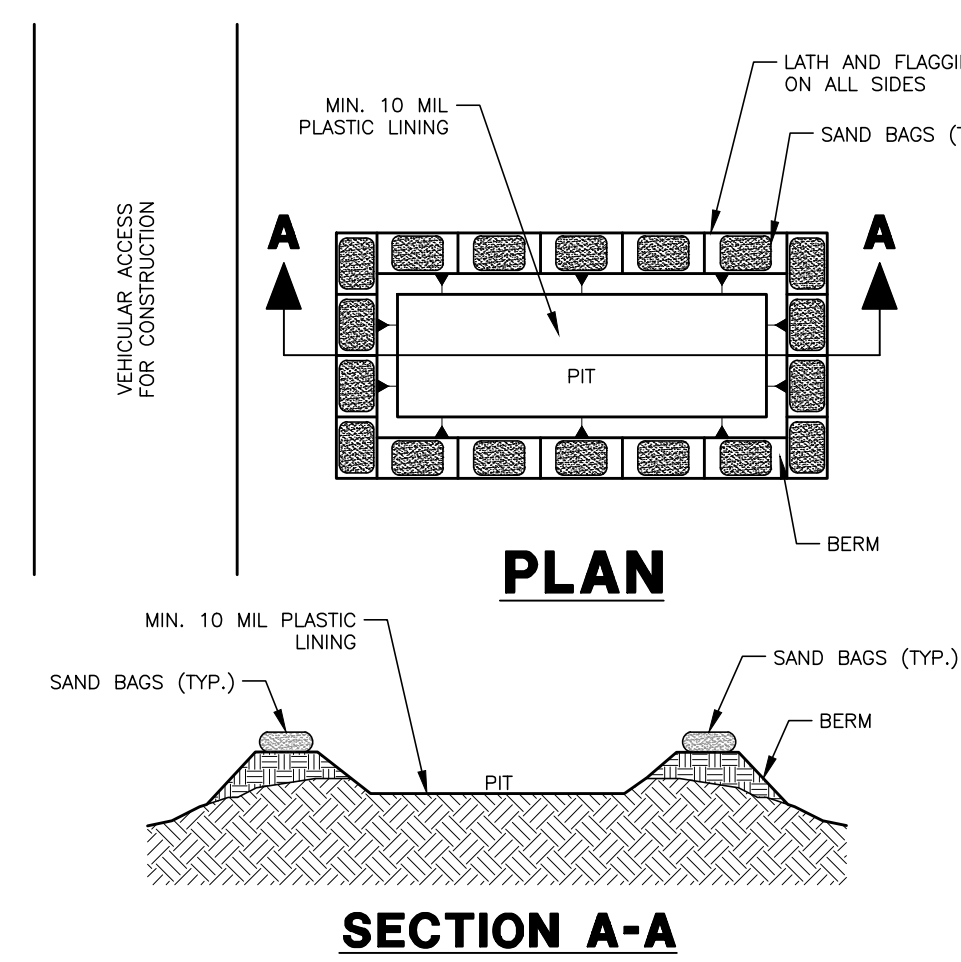 LATH AND
ON ALL SIDES
MIN. 10 MIL
PLASTIC LINING
SAND BAGS
VEHICULAR ACCESS
FOR CONSTRUCTION
A
A
PIT
BERM
PLAN
MIN. 10 MIL PLASTIC
LINING
SAND BAGS (TYP.)
SAND BAGS (TYP.)
BERM
PIT
SECTION A-A